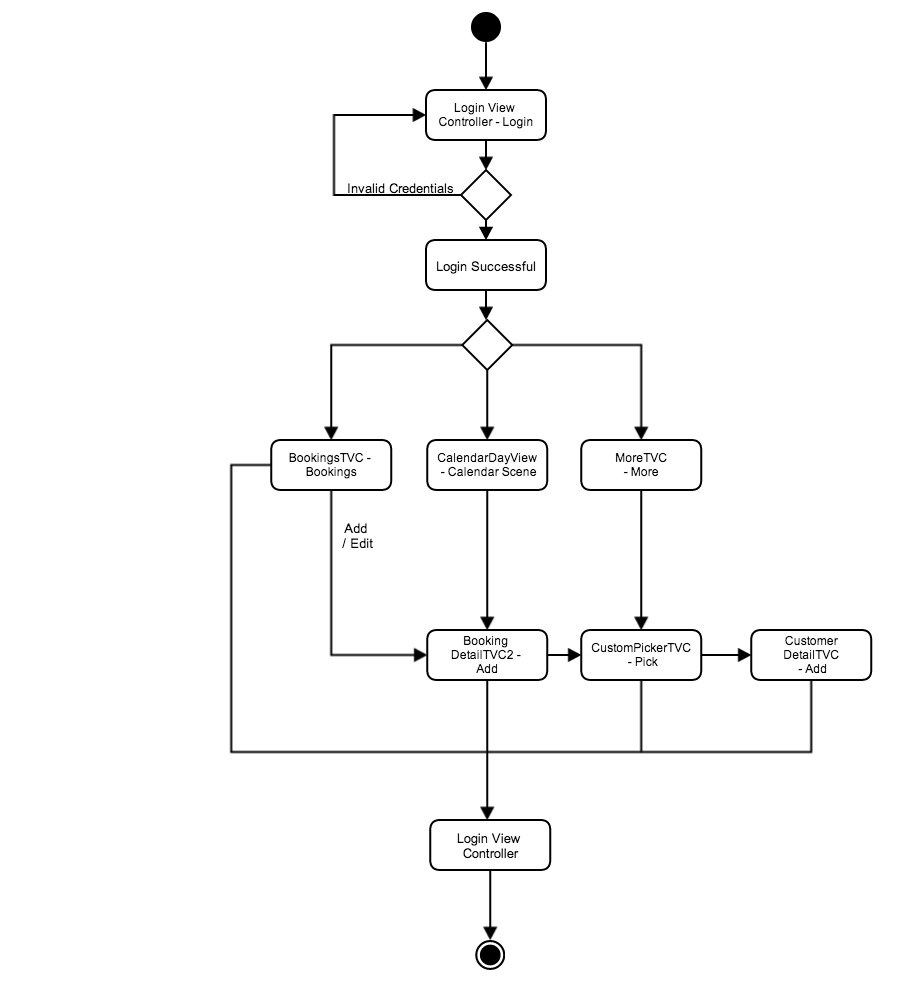 Login View
Controller - Login
Invalid Credentials
Login Successful
BookingsTVC -
Bookings
CalendarDayView
- Calendar Scene
MoreTVC
- More
Add
/ Edit
Booking
DetailTVC2 -
Add
CustomPickerTVC
- Pick
Customer
DetailTVC
- Add
Login View
Controller